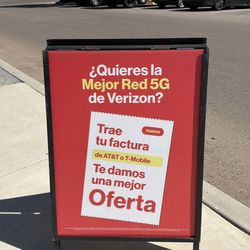 ¿Quieres la
Mejor Red 5G
de Verizon?
Trae
nuevo
tu factura
de AT&T o T-Mobile
Te damos
una mejor
Oferta